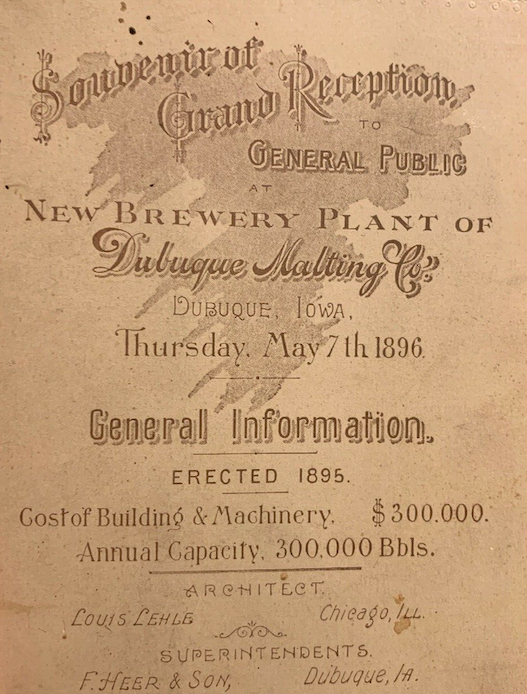 Souvenir of
Grand Reception
TO
GENERAL PUBLIC
AT
NEW BREWERY PLANT OF
Dubuque Malting Co's
DUBUQUE, IOWA,
Thursday, May 7th 1896.
General Information.
ERECTED 1895.
Cost of Building & Machinery, $300.000.
Annual Capacity, 300,000 Bbls.
ARCHITECT.
LOUIS LEHLE Chicago, ILL.
SUPERINTENDENTS.
F. HEER & SON, DUBUQUE, IA.